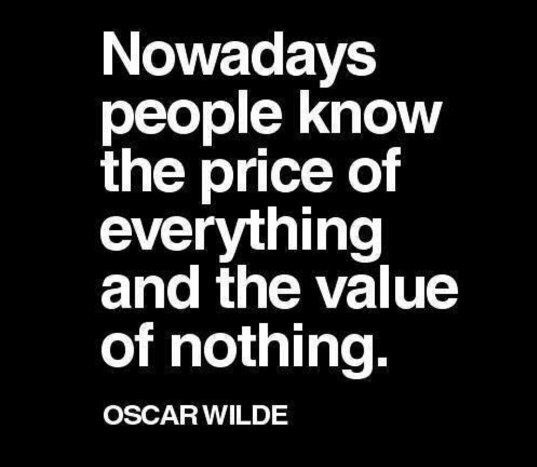 Nowadays
people know
the price of
everything
and the value
of nothing.
OSCAR WILDE